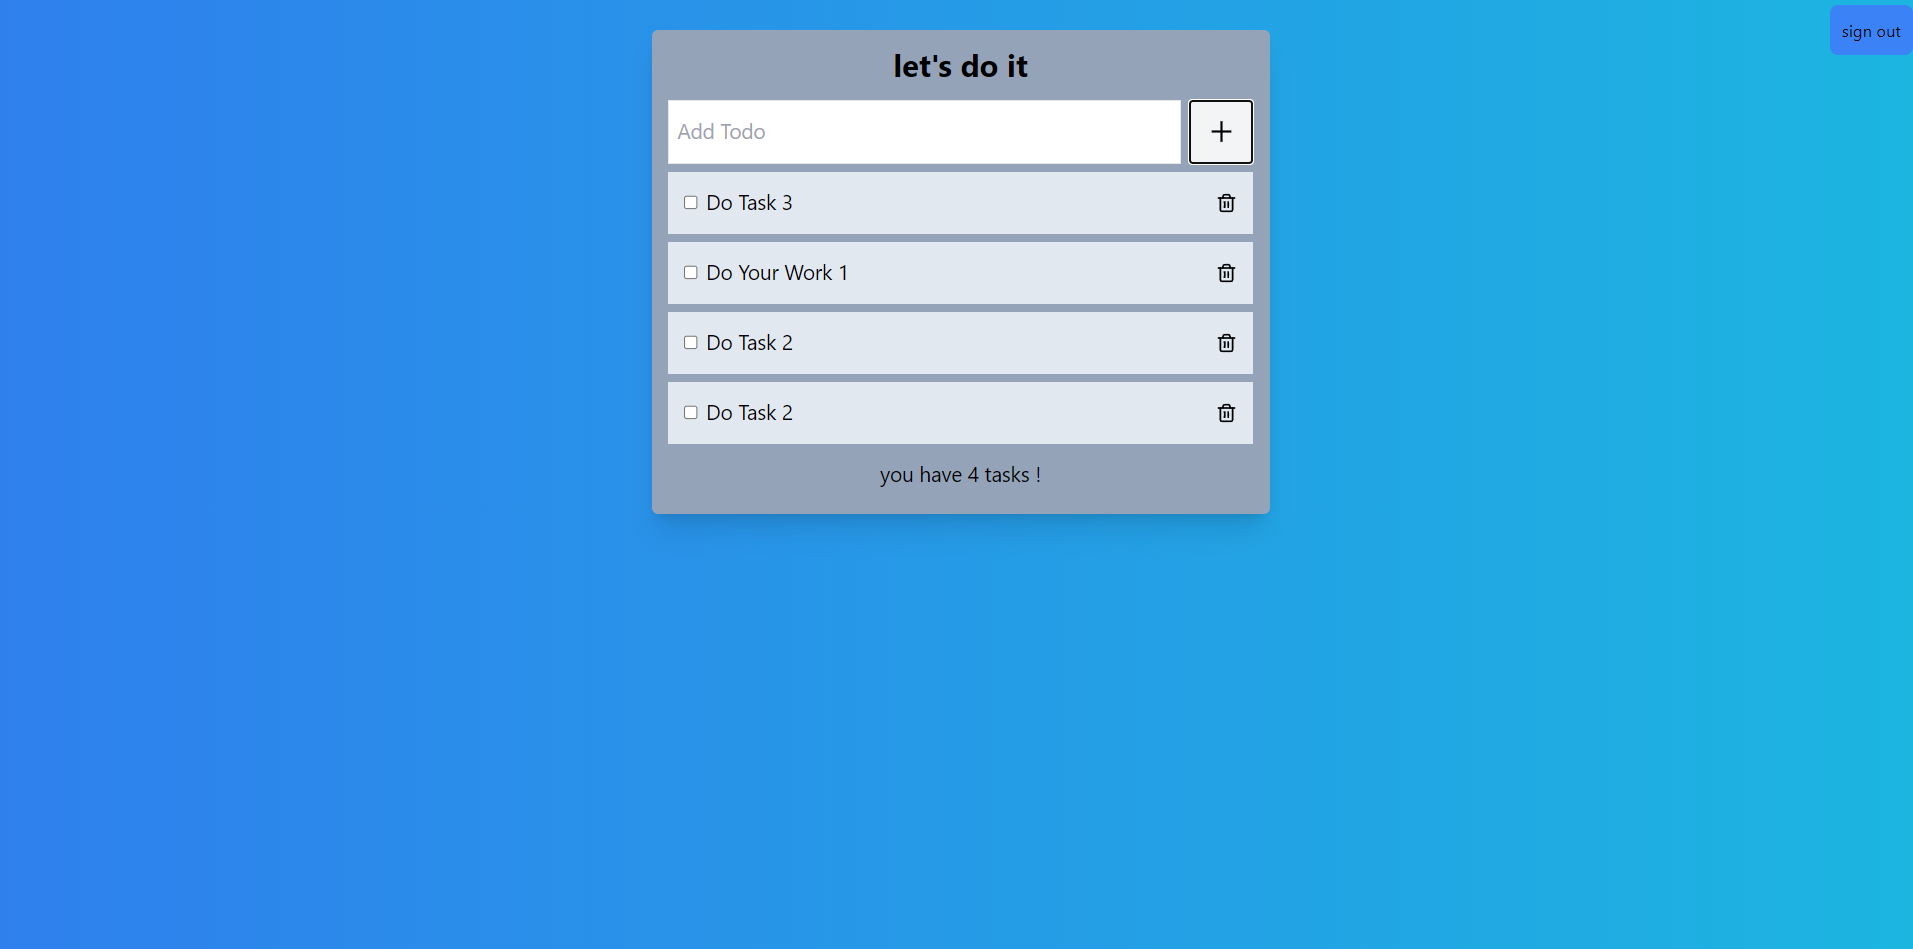 sign out
let's do it
Add Todo
Do Task 3
Do Your Work 1
Do Task 2
Do Task 2
you have 4 tasks !